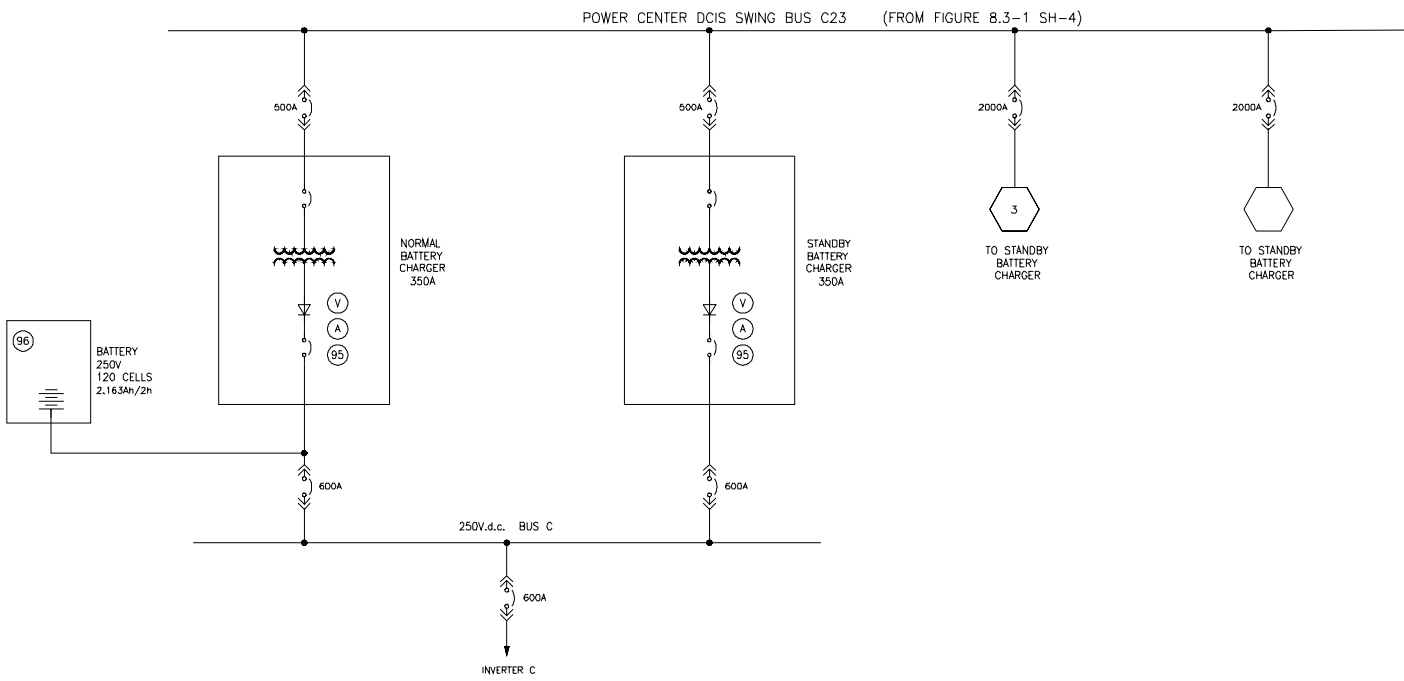 POWER CENTER DCIS SWING BUS C23 (FROM FIGURE 8.3-1 SH-4)
500A
500A
2000A
2000A
NORMAL
BATTERY
CHARGER
350A
STANDBY
BATTERY
CHARGER
350A
3
TO STANDBY
BATTERY
CHARGER
TO STANDBY
BATTERY
CHARGER
V
A
95
V
A
95
96
BATTERY
250V
120 CELLS
2,163Ah/2h
600A
600A
250V.d.c. BUS C
600A
INVERTER C